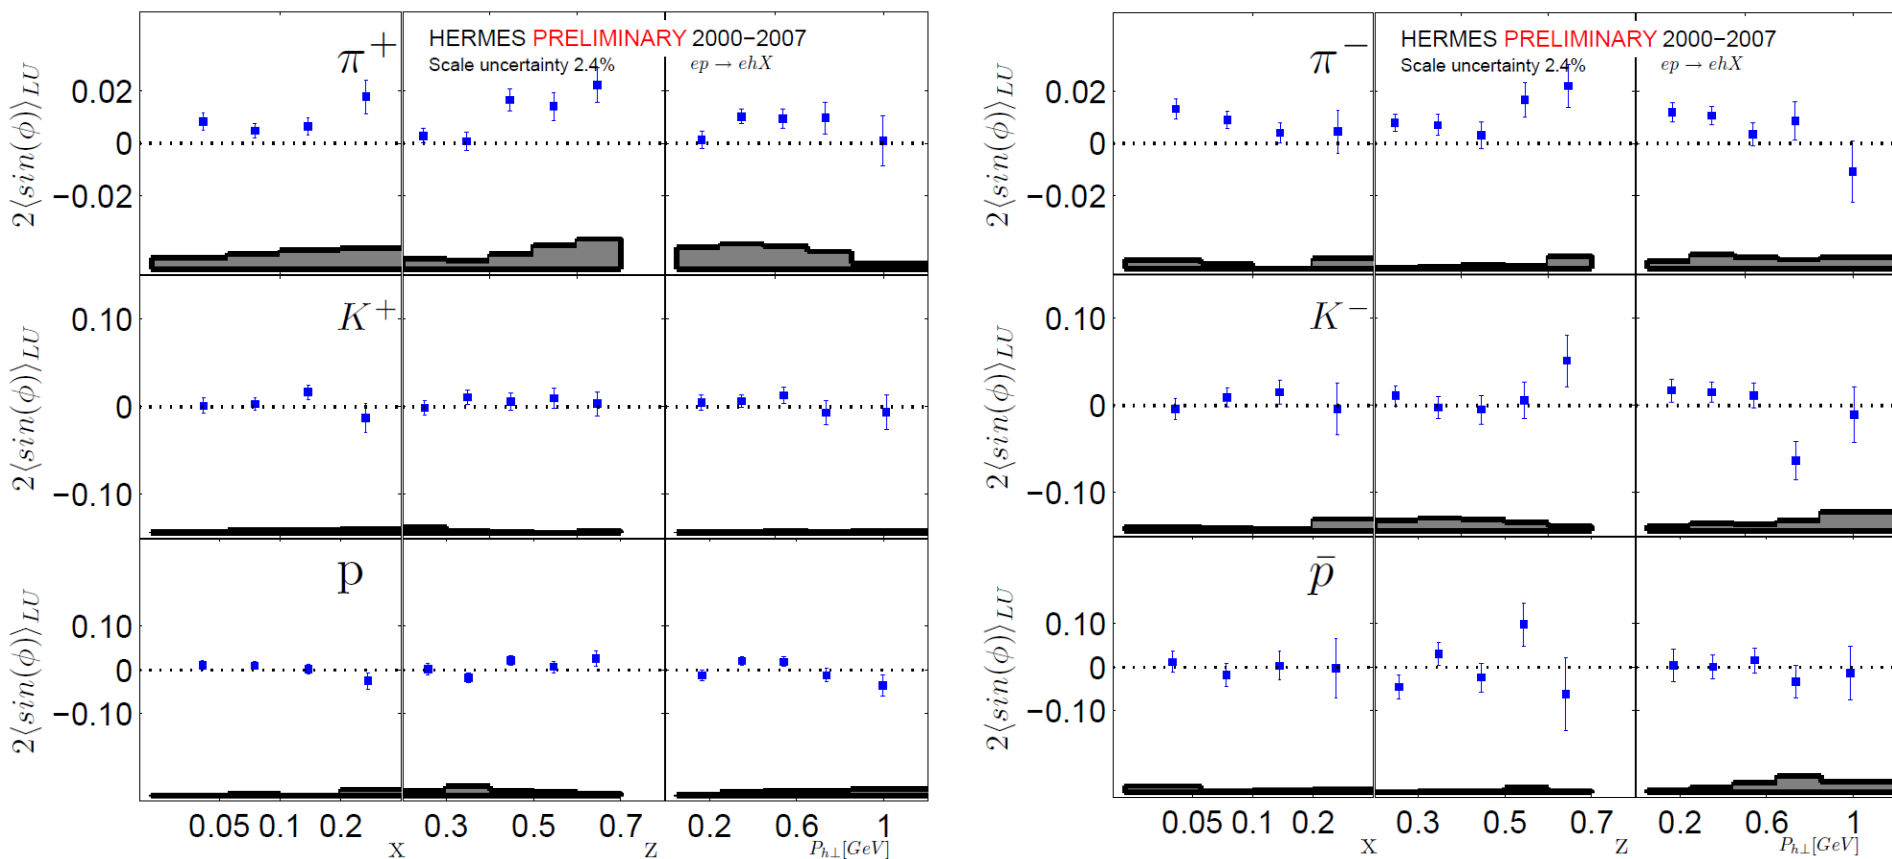 π+
HERMES PRELIMINARY 2000−2007
Scale uncertainty 2.4%
ep → ehX
2⟨sin(ϕ)⟩LU
0.02
0
−0.02
K+
2⟨sin(ϕ)⟩LU
0.10
0
−0.10
p
2⟨sin(ϕ)⟩LU
0.10
0
−0.10
0.05 0.1 0.2 0.3 0.5 0.7 0.2 0.6 1
X Z Ph⊥[GeV]
π−
HERMES PRELIMINARY 2000−2007
Scale uncertainty 2.4%
ep → ehX
2⟨sin(ϕ)⟩LU
0.02
0
−0.02
K−
2⟨sin(ϕ)⟩LU
0.10
0
−0.10
p̄
2⟨sin(ϕ)⟩LU
0.10
0
−0.10
0.05 0.1 0.2 0.3 0.5 0.7 0.2 0.6 1
X Z Ph⊥[GeV]